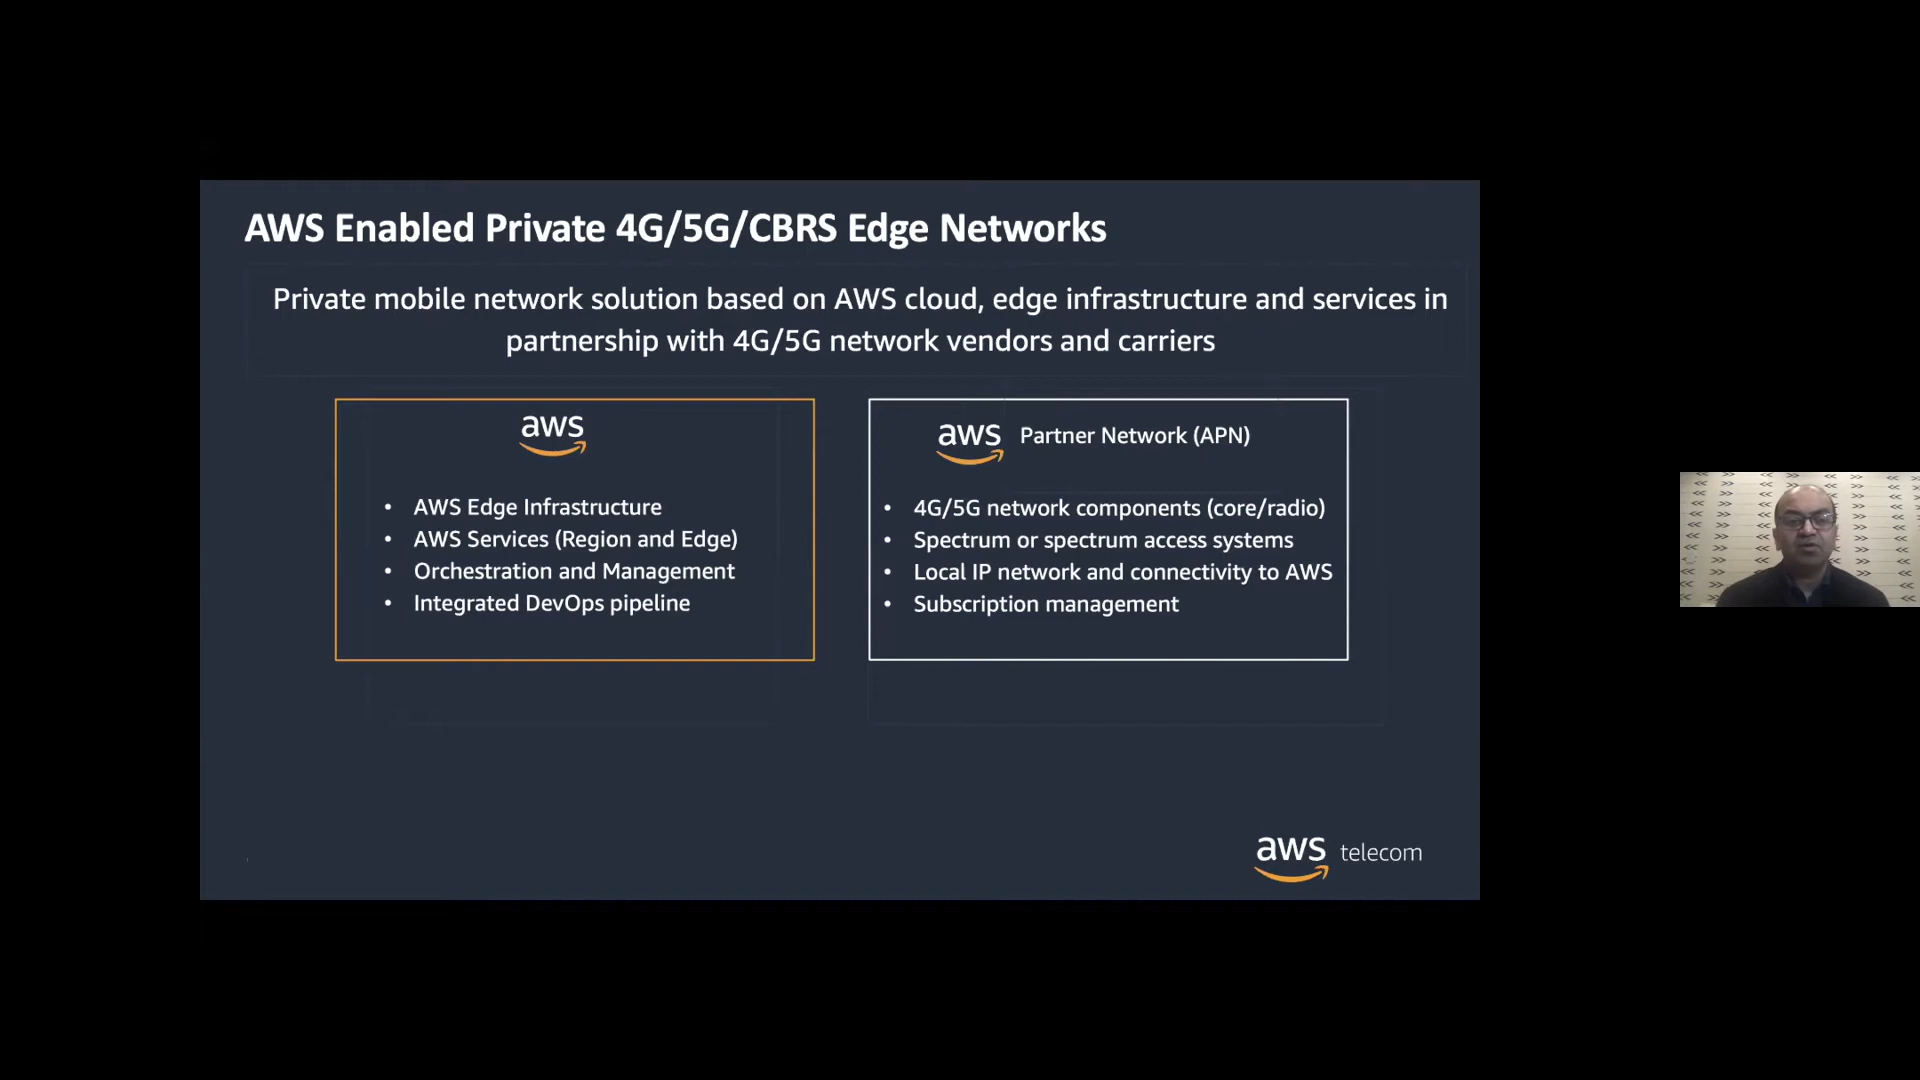 AWS Enabled Private 4G/5G/CBRS Edge Networks
Private mobile network solution based on AWS cloud, edge infrastructure and services in
partnership with 4G/5G network vendors and carriers
aws
• AWS Edge Infrastructure
• AWS Services (Region and Edge)
• Orchestration and Management
• Integrated DevOps pipeline
aws Partner Network (APN)
• 4G/5G network components (core/radio)
• Spectrum or spectrum access systems
• Local IP network and connectivity to AWS
• Subscription management
aws telecom